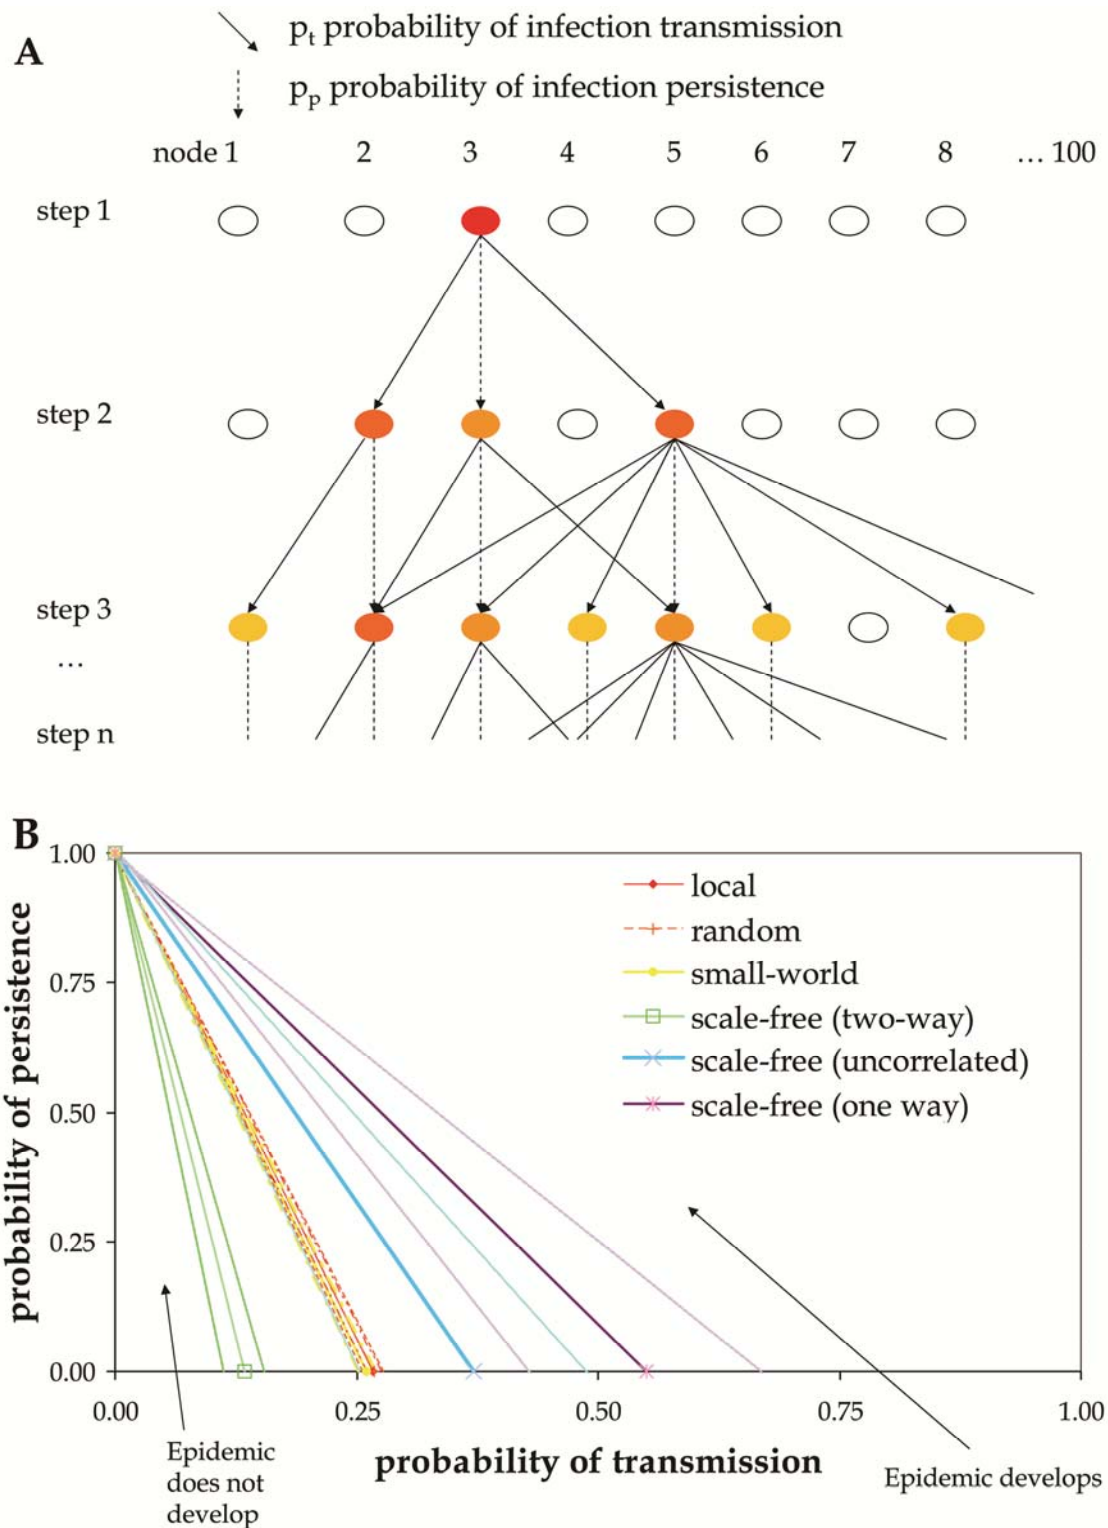 A
pt probability of infection transmission
pp probability of infection persistence
node 1 2 3 4 5 6 7 8 ... 100
step 1
step 2
step 3
...
step n
B
1.00
0.75
0.50
0.25
0.00
probability of persistence
local
random
small-world
scale-free (two-way)
scale-free (uncorrelated)
scale-free (one way)
0.00 0.25 0.50 0.75 1.00
probability of transmission
Epidemic
does not
develop
Epidemic develops